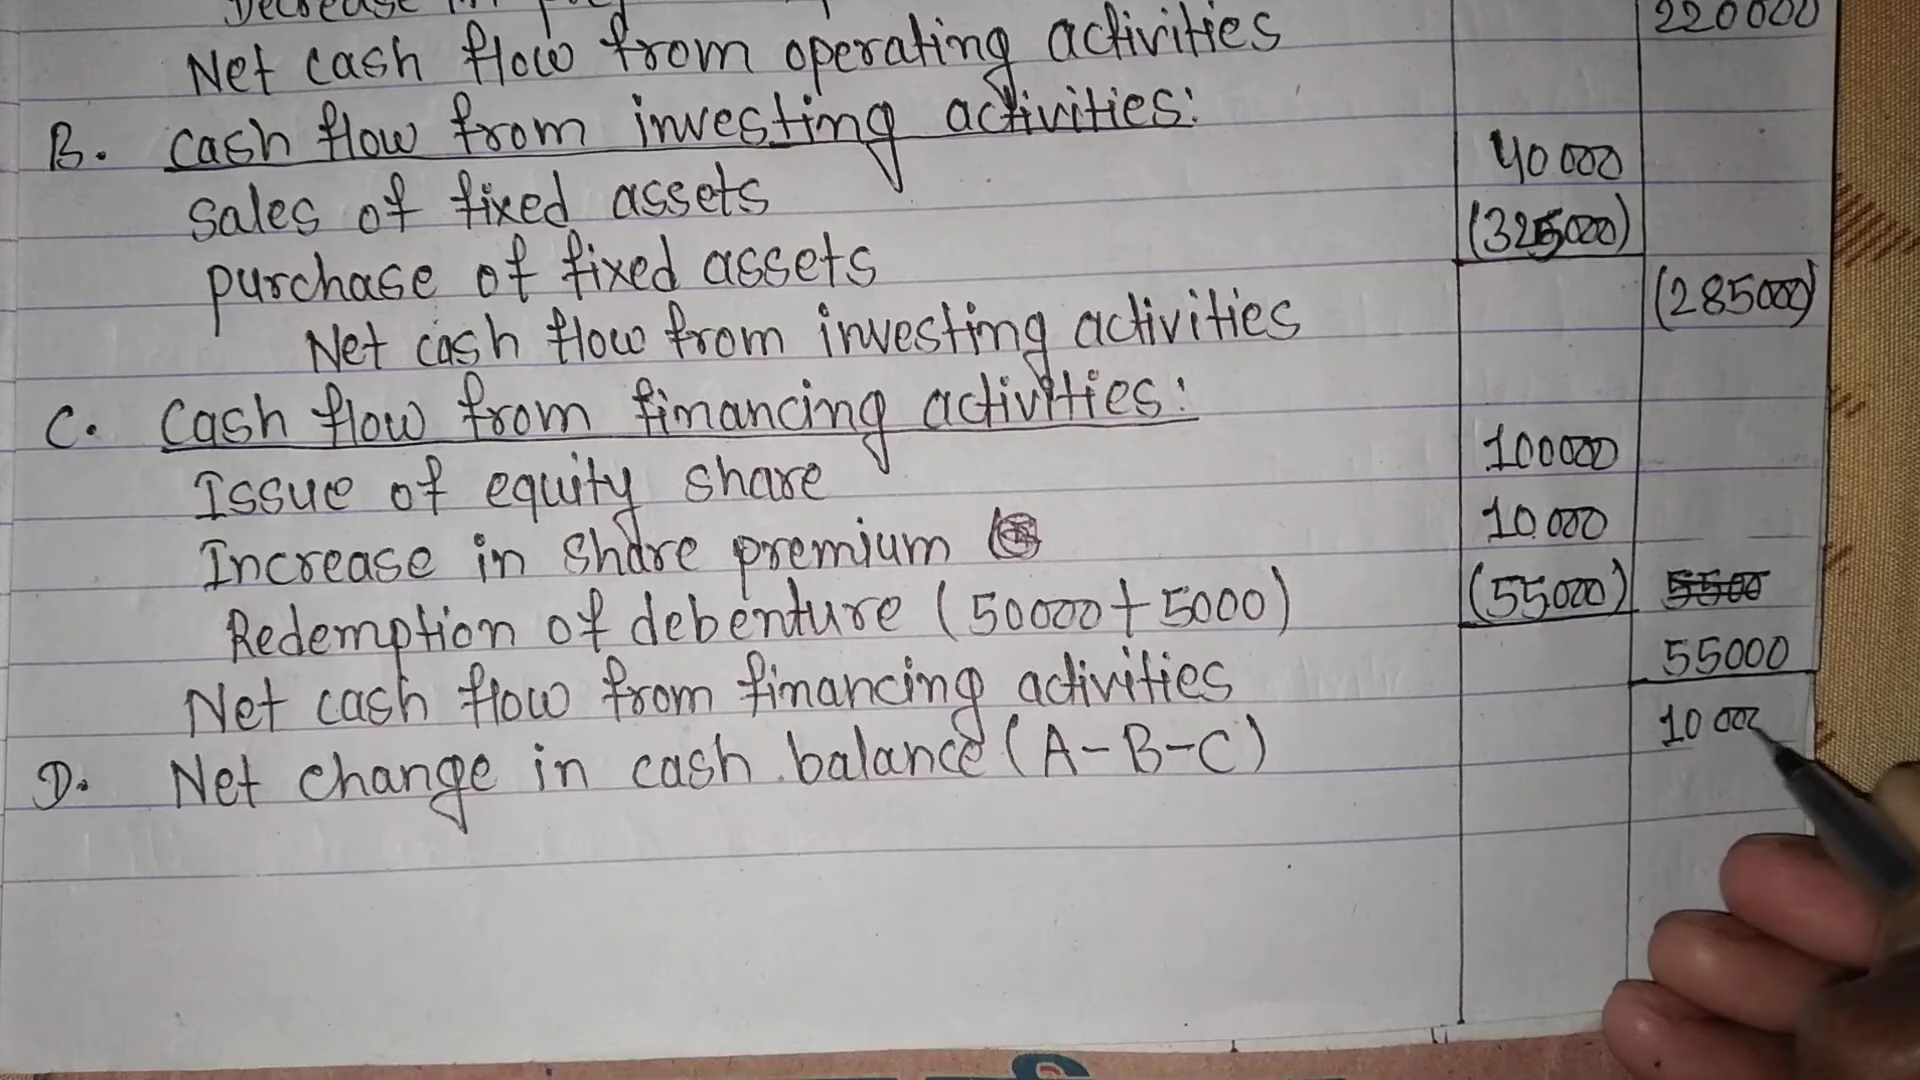 Decrease in
220000
Net cash flow from operating activities
B. Cash flow from investing activities:
Sales of fixed assets 40000
Purchase of fixed assets (325000)
Net cash flow from investing activities (285000)
C. Cash flow from financing activities:
Issue of equity share 100000
Increase in share premium 10000
Redemption of debenture (50000+5000) (55000) 5500
Net cash flow from financing activities 55000
D. Net change in cash balance (A-B-C) 10000